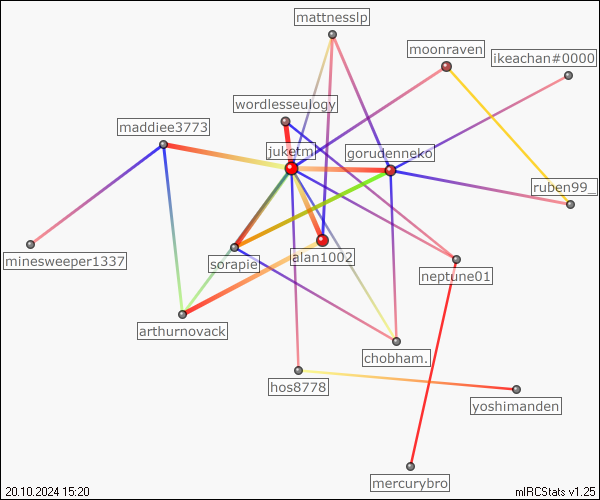 mattnesslp
moonraven
ikeachan#0000
wordlesseulogy
maddiee3773
juketm
gorudenneko
ruben99_
minesweeper1337
sorapie
alan1002
neptune01
arthurnovack
chobham.
hos8778
yoshimanden
mercurybro
20.10.2024 15:20
mIRCStats v1.25